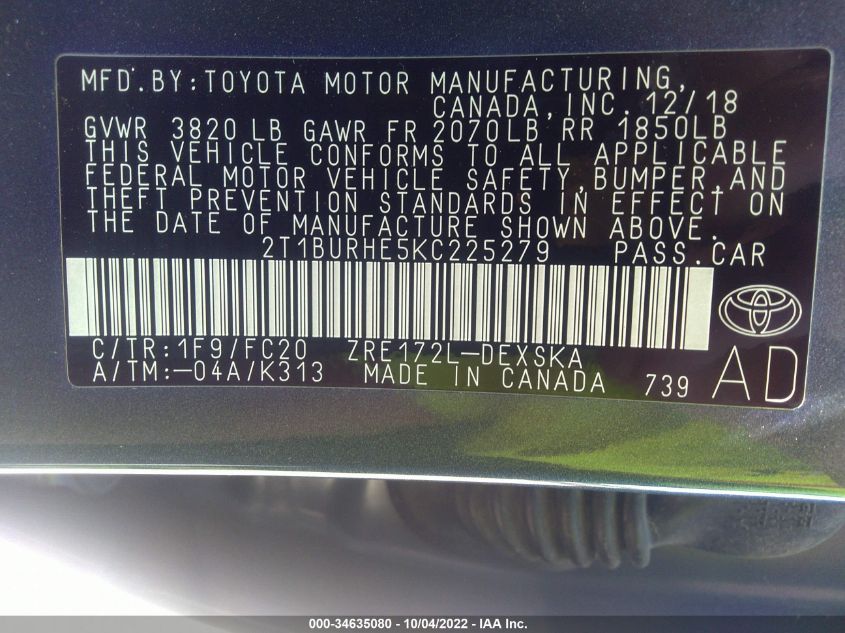 MFD.BY:TOYOTA MOTOR MANUFACTURING,
CANADA,INC. 12/18
GVWR 3820 LB GAWR FR 2070LB RR 1850LB
THIS VEHICLE CONFORMS TO ALL APPLICABLE
FEDERAL MOTOR VEHICLE SAFETY,BUMPER,AND
THEFT PREVENTION STANDARDS IN EFFECT ON
THE DATE OF MANUFACTURE SHOWN ABOVE.
2T1BURHE5KC225279 PASS.CAR
C/TR:1F9/FC20 ZRE172L-DEXSKA
A/TM:-04A/K313 MADE IN CANADA 739 AD
000-34635080 - 10/04/2022 - IAA Inc.